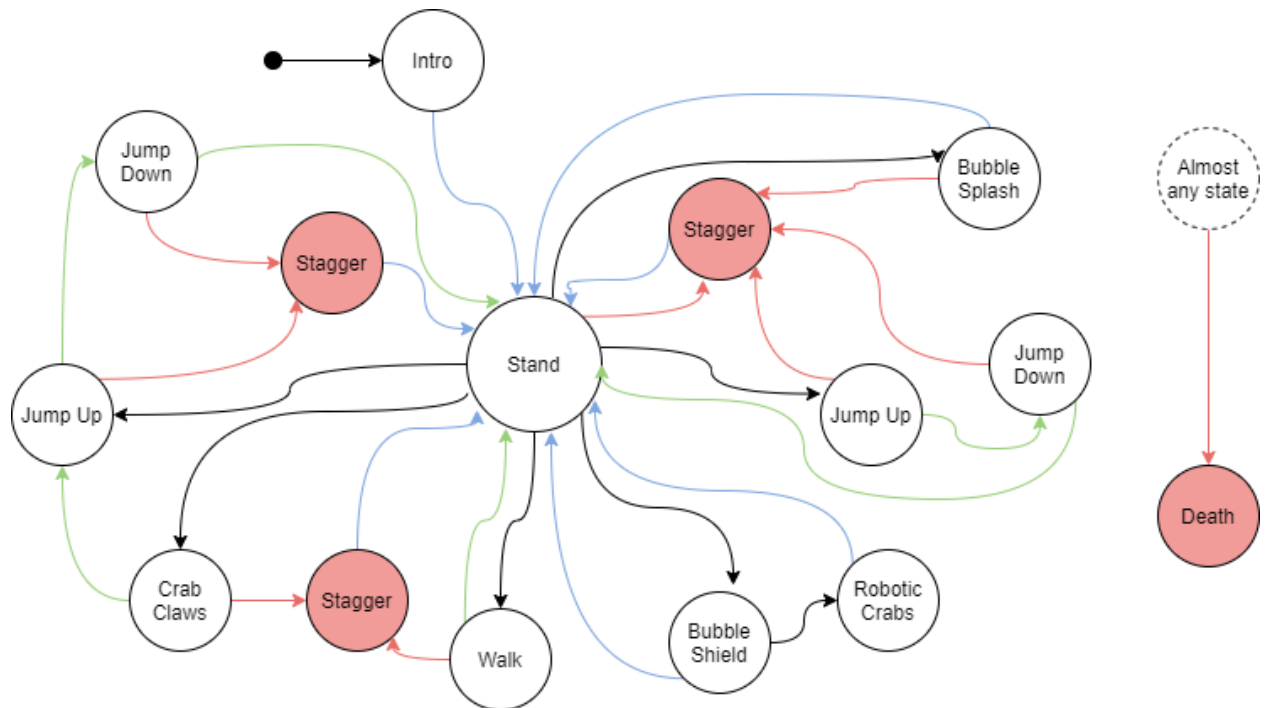 Intro
Jump
Down
Bubble
Splash
Almost
any state
Stagger
Stagger
Stand
Jump
Down
Jump Up
Jump Up
Death
Crab
Claws
Stagger
Robotic
Crabs
Bubble
Shield
Walk